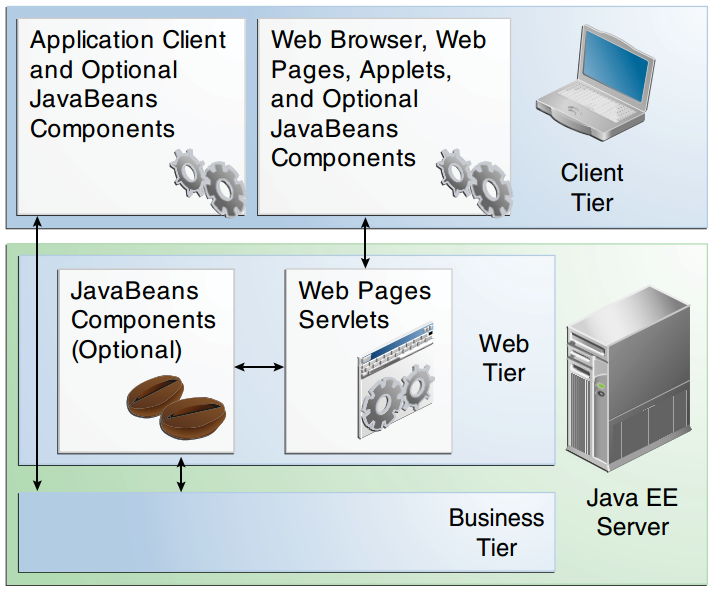 Application Client
and Optional
JavaBeans
Components
Web Browser, Web
Pages, Applets,
and Optional
JavaBeans
Components
Client
Tier
JavaBeans
Components
(Optional)
Web Pages
Servlets
Web
Tier
Java EE
Server
Business
Tier